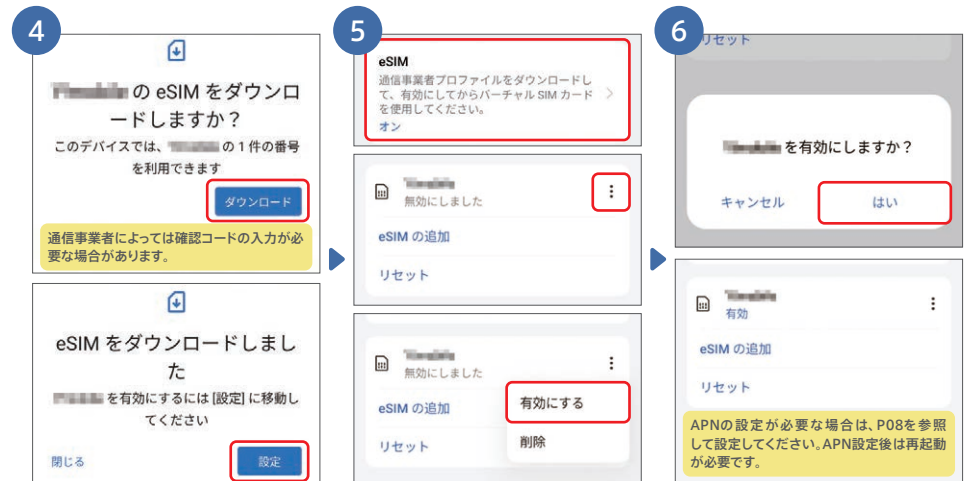 4
の eSIM をダウンロ
ードしますか？
このデバイスでは、 の 1 件の番号
を利用できます
ダウンロード
通信事業者によっては確認コードの入力が必
要な場合があります。
eSIM をダウンロードしまし
た
を有効にするには [設定] に移動し
てください
閉じる 設定
5
eSIM
通信事業者プロファイルをダウンロードし
て、有効にしてからバーチャル SIM カード
を使用してください。
オン
無効にしました
eSIM の追加
リセット
無効にしました
eSIM の追加
有効にする
リセット
削除
6
リセット
を有効にしますか？
キャンセル はい
有効
eSIM の追加
リセット
APNの設定が必要な場合は、P08を参照
して設定してください。APN設定後は再起動
が必要です。